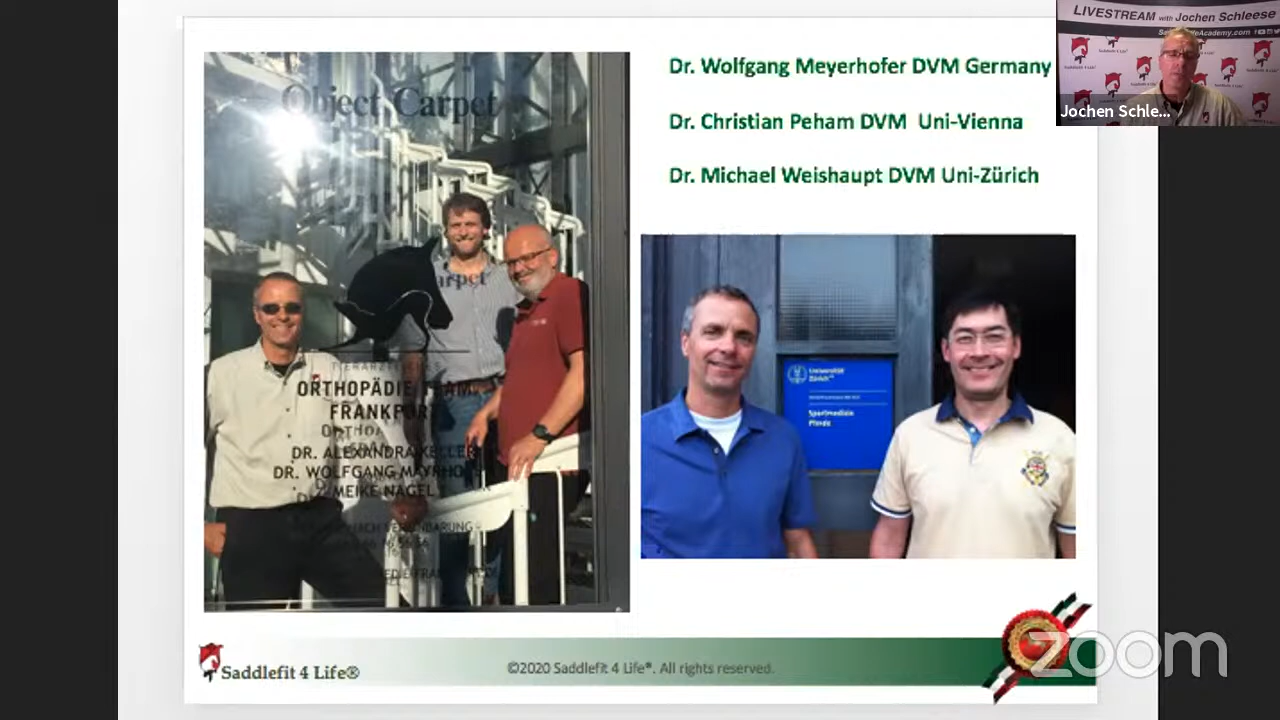 LIVESTREAM with Jochen Schleese
Jochen Schle...
Dr. Wolfgang Meyerhofer DVM Germany
Dr. Christian Peham DVM Uni-Vienna
Dr. Michael Weishaupt DVM Uni-Zürich
Object Carpet
ORTHOPÄDIE TEAM
FRANKFURT
DR. ALEXANDRA KELLER
DR. WOLFGANG
MEIKE NAGEL
Universität
Zürich
Sportmedizin
Pferde
Saddlefit 4 Life®
©2020 Saddlefit 4 Life®. All rights reserved.
zoom